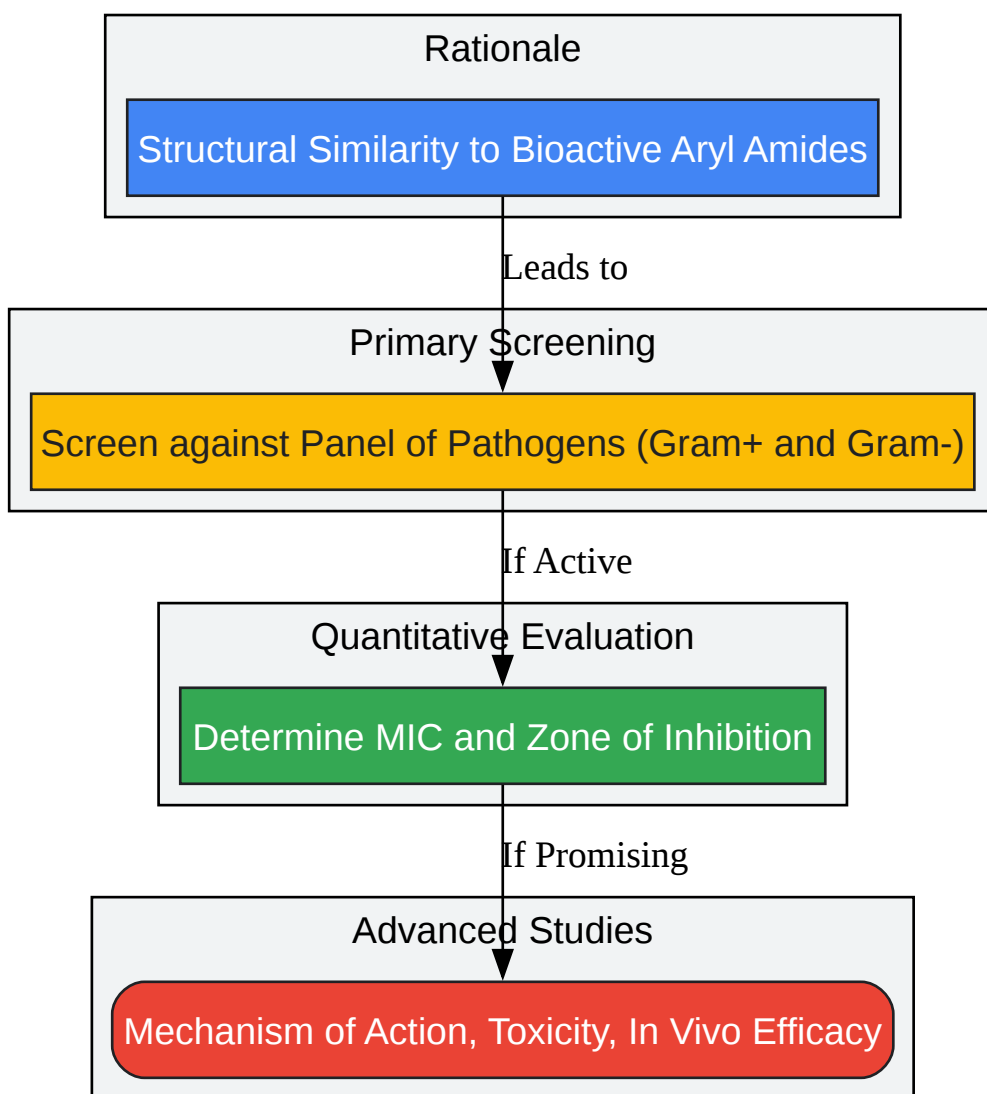 Rationale
Structural Similarity to Bioactive Aryl Amides
Leads to
Primary Screening
Screen against Panel of Pathogens (Gram+ and Gram-)
If Active
Quantitative Evaluation
Determine MIC and Zone of Inhibition
If Promising
Advanced Studies
Mechanism of Action, Toxicity, In Vivo Efficacy